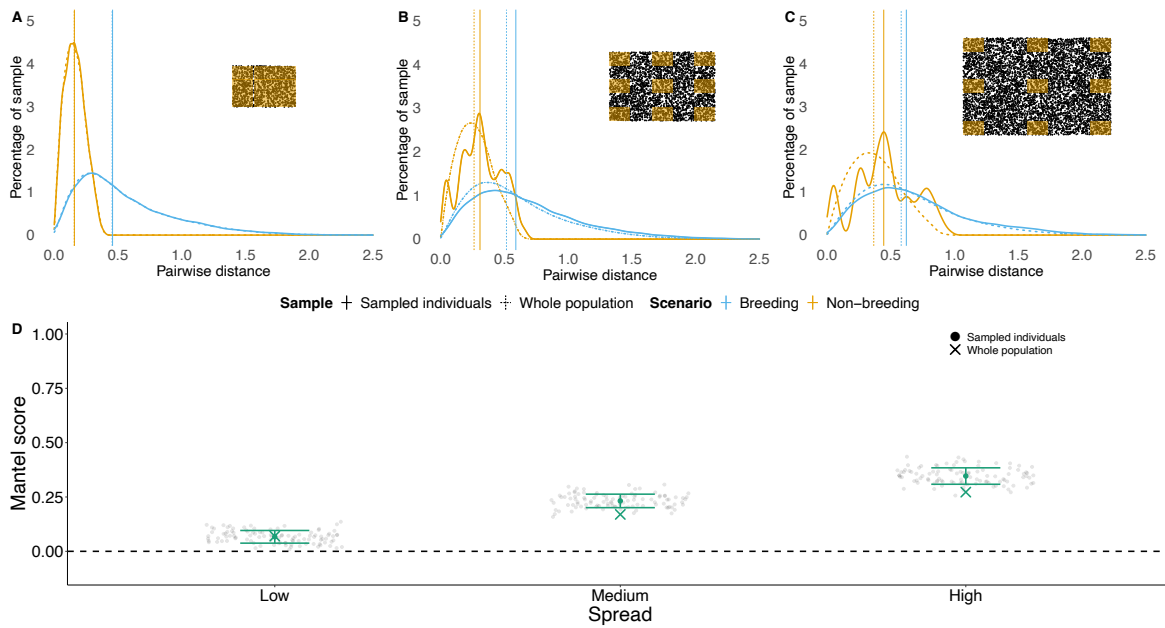 A
B
C
5
4
3
2
1
0
Percentage of sample
0.0 0.5 1.0 1.5 2.0 2.5
Pairwise distance
5
4
3
2
1
0
Percentage of sample
0.0 0.5 1.0 1.5 2.0 2.5
Pairwise distance
5
4
3
2
1
0
Percentage of sample
0.0 0.5 1.0 1.5 2.0 2.5
Pairwise distance
Sample Sampled individuals Whole population Scenario Breeding Non−breeding
D
1.00
0.75
0.50
0.25
0.00
Mantel score
Sampled individuals
Whole population
Low Medium High
Spread